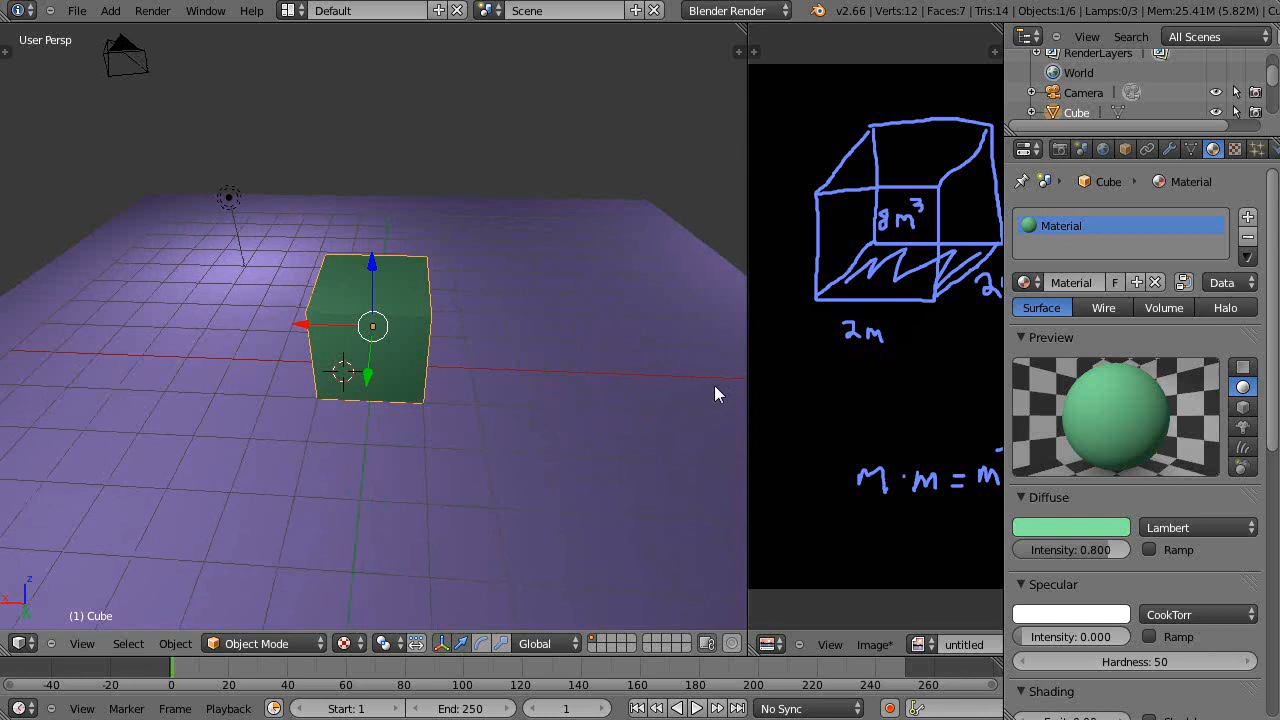 File Add Render Window Help Default Scene Blender Render v2.66 | Verts:12 | Faces:7 | Tris:14 | Objects:1/6 | Lamps:0/3 | Mem:25.41M (5.82M) |
User Persp
View Search All Scenes
RenderLayers
World
Camera
Cube
Cube Material
Material
Material F Data
Surface Wire Volume Halo
Preview
8m³
2m
m · m = m
Diffuse
Lambert
Intensity: 0.800 Ramp
Specular
CookTorr
Intensity: 0.000 Ramp
Hardness: 50
Shading
z
x
(1) Cube
View Select Object Object Mode Global View Image* untitled
-40 -20 0 20 40 60 80 100 120 140 160 180 200 220 240 260
View Marker Frame Playback Start: 1 End: 250 1 No Sync